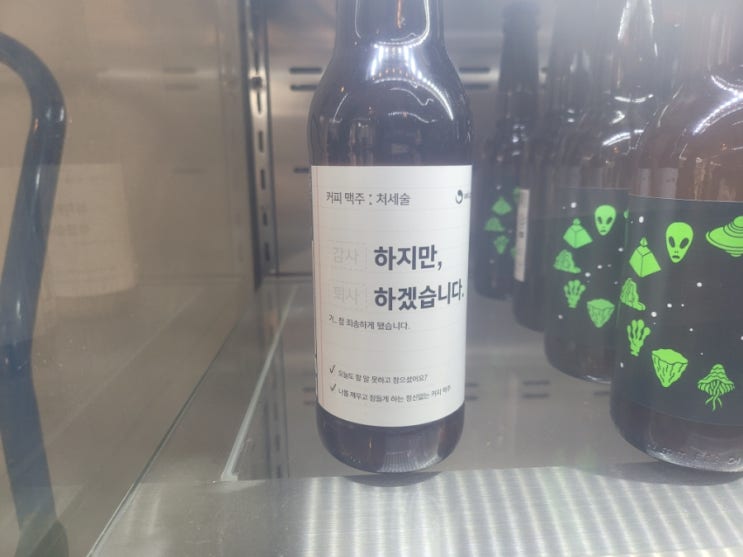 커피 맥주 : 처세술
감사 하지만,
퇴사 하겠습니다.
거.. 참 죄송하게 됐습니다.
✓ 오늘도 할 말 못하고 참으셨어요?
✓ 나를 깨우고 잠들게 하는 정신없는 커피 맥주